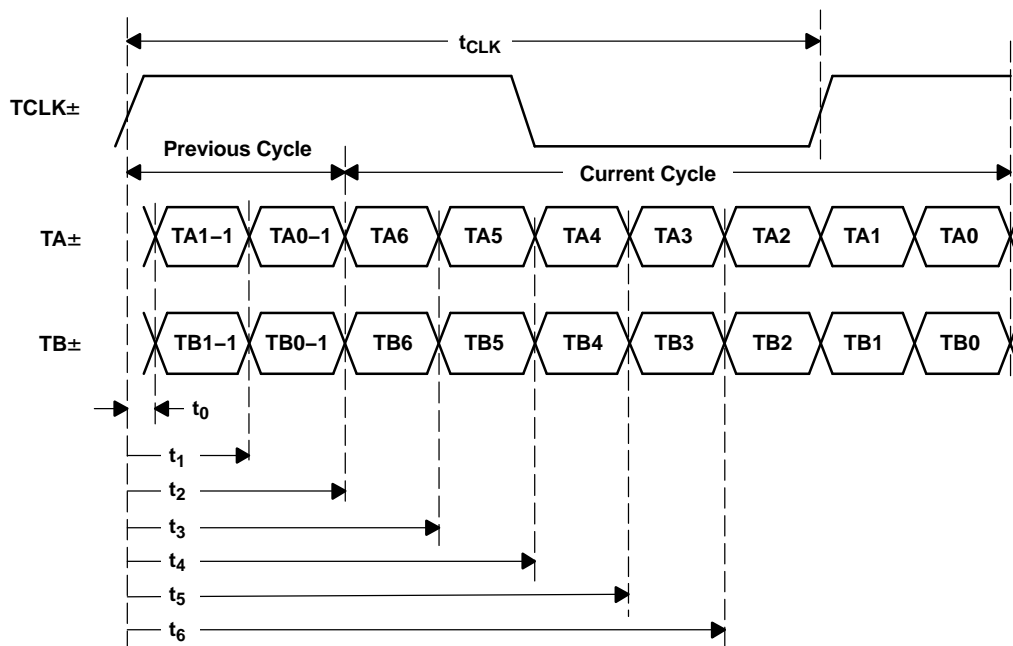 tCLK
TCLK±
Previous Cycle
Current Cycle
TA± TA1–1 TA0–1 TA6 TA5 TA4 TA3 TA2 TA1 TA0
TB± TB1–1 TB0–1 TB6 TB5 TB4 TB3 TB2 TB1 TB0
t0
t1
t2
t3
t4
t5
t6